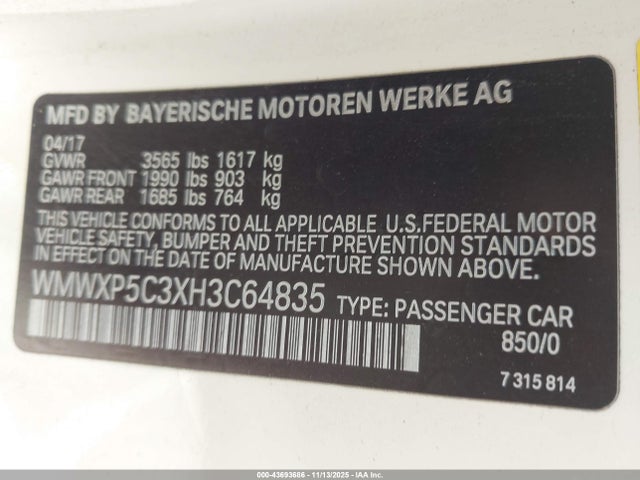 MFD BY BAYERISCHE MOTOREN WERKE AG
04/17
GVWR 3565 lbs 1617 kg
GAWR FRONT 1990 lbs 903 kg
GAWR REAR 1685 lbs 764 kg
THIS VEHICLE CONFORMS TO ALL APPLICABLE U.S.FEDERAL MOTOR
VEHICLE SAFETY, BUMPER AND THEFT PREVENTION STANDARDS
IN EFFECT ON THE DATE OF MANUFACTURE SHOWN ABOVE.
WMWXP5C3XH3C64835 TYPE: PASSENGER CAR
850/0
7 315 814
000-43693666 - 11/13/2025 - IAA Inc.